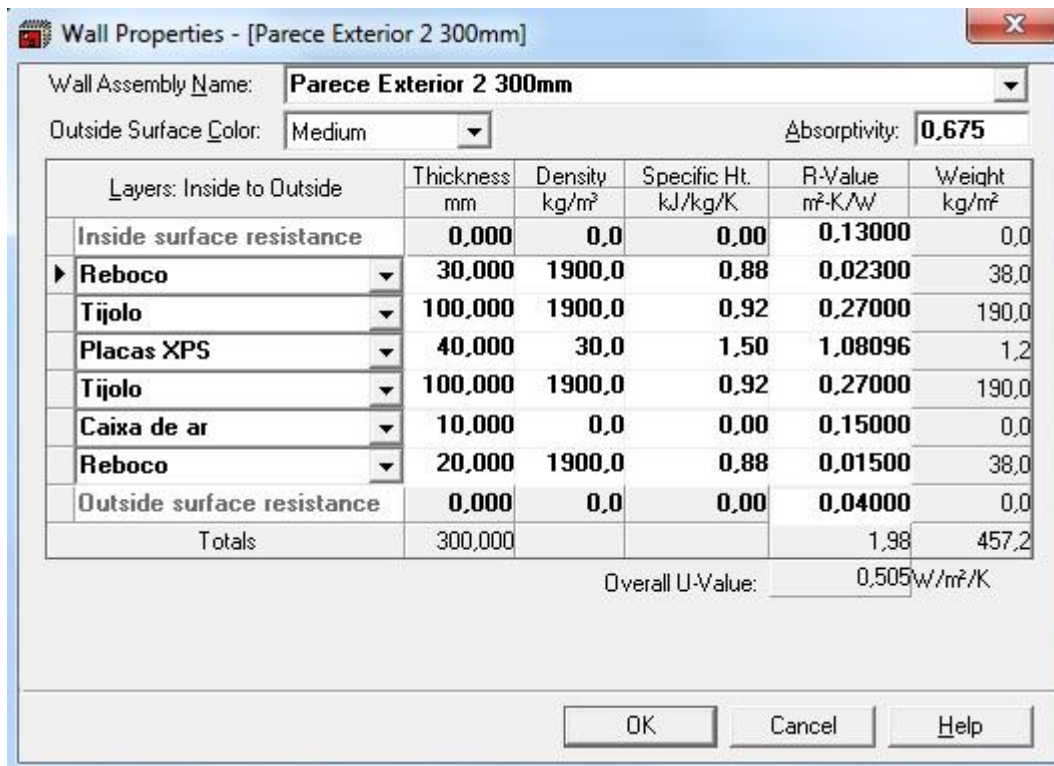 Wall Properties - [Parece Exterior 2 300mm]
Wall Assembly Name: Parece Exterior 2 300mm
Outside Surface Color: Medium Absorptivity: 0,675
Layers: Inside to Outside Thickness Density Specific Ht. R-Value Weight
mm kg/m³ kJ/kg/K m²-K/W kg/m²
Inside surface resistance 0,000 0,0 0,00 0,13000 0,0
Reboco 30,000 1900,0 0,88 0,02300 38,0
Tijolo 100,000 1900,0 0,92 0,27000 190,0
Placas XPS 40,000 30,0 1,50 1,08096 1,2
Tijolo 100,000 1900,0 0,92 0,27000 190,0
Caixa de ar 10,000 0,0 0,00 0,15000 0,0
Reboco 20,000 1900,0 0,88 0,01500 38,0
Outside surface resistance 0,000 0,0 0,00 0,04000 0,0
Totals 300,000 1,98 457,2
Overall U-Value: 0,505 W/m²/K
OK Cancel Help